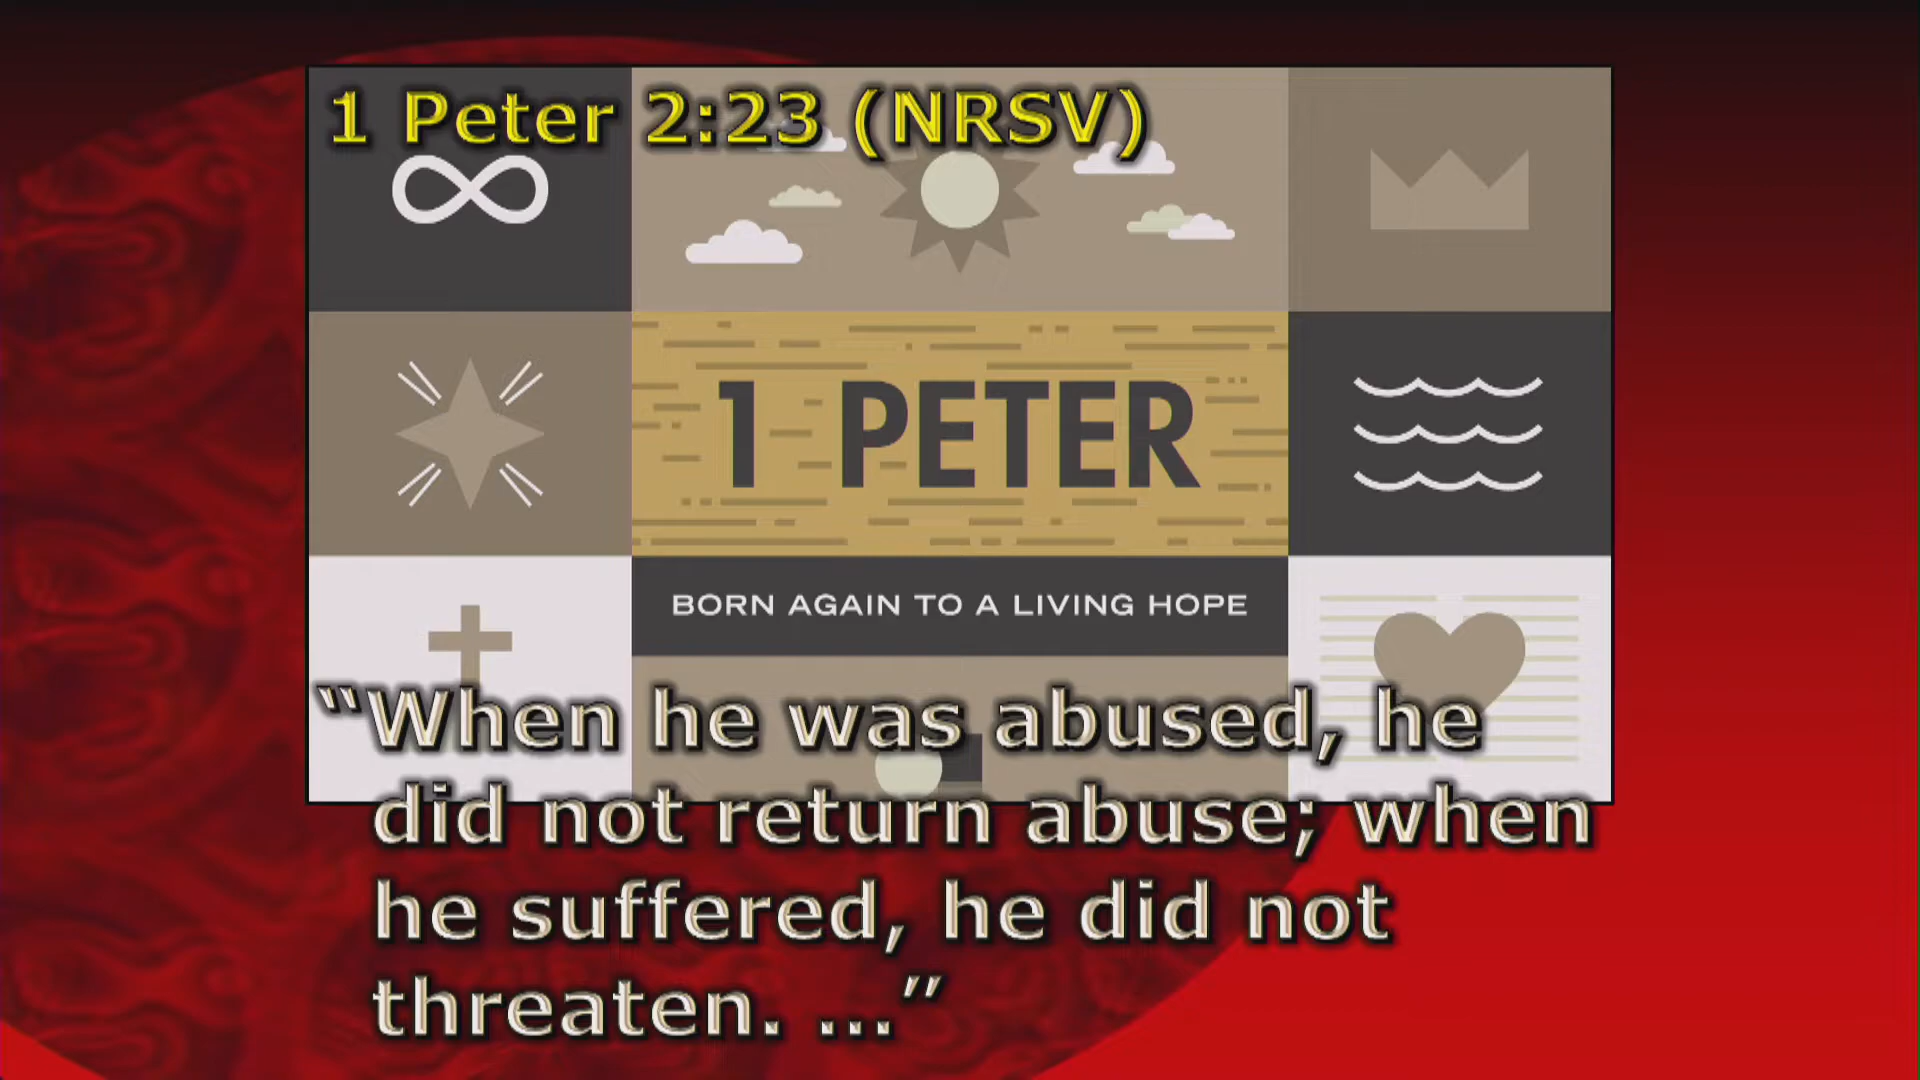 1 Peter 2:23 (NRSV)
1 PETER
BORN AGAIN TO A LIVING HOPE
“When he was abused, he
did not return abuse; when
he suffered, he did not
threaten. ...”